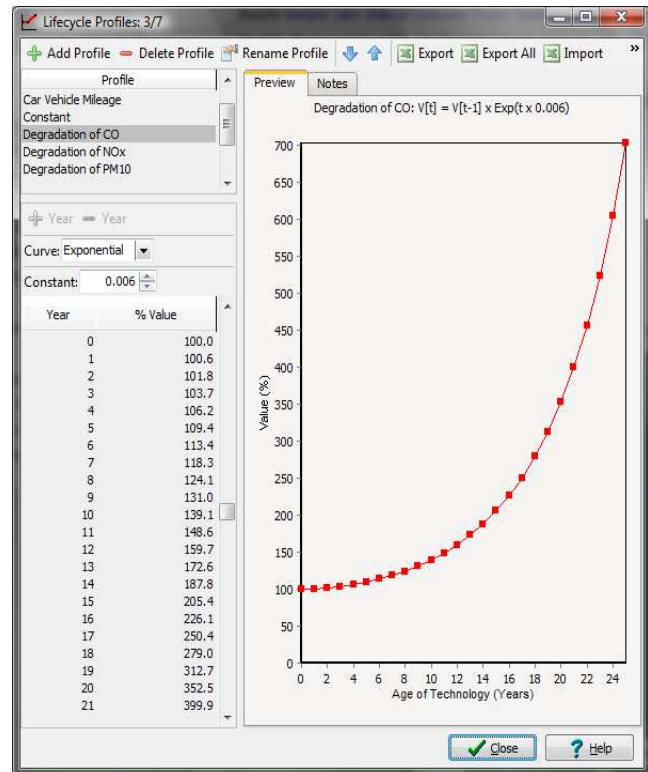 Lifecycle Profiles: 3/7
Add Profile Delete Profile Rename Profile Export Export All Import »
Profile
Car Vehicle Mileage
Constant
Degradation of CO
Degradation of NOx
Degradation of PM10
Year Year
Curve: Exponential
Constant: 0.006
Year % Value
0 100.0
1 100.6
2 101.8
3 103.7
4 106.2
5 109.4
6 113.4
7 118.3
8 124.1
9 131.0
10 139.1
11 148.6
12 159.7
13 172.6
14 187.8
15 205.4
16 226.1
17 250.4
18 279.0
19 312.7
20 352.5
21 399.9
Preview Notes
Degradation of CO: V[t] = V[t-1] x Exp(t x 0.006)
700
650
600
550
500
450
400
350
300
250
200
150
100
50
0
Value (%)
0 2 4 6 8 10 12 14 16 18 20 22 24
Age of Technology (Years)
Close Help